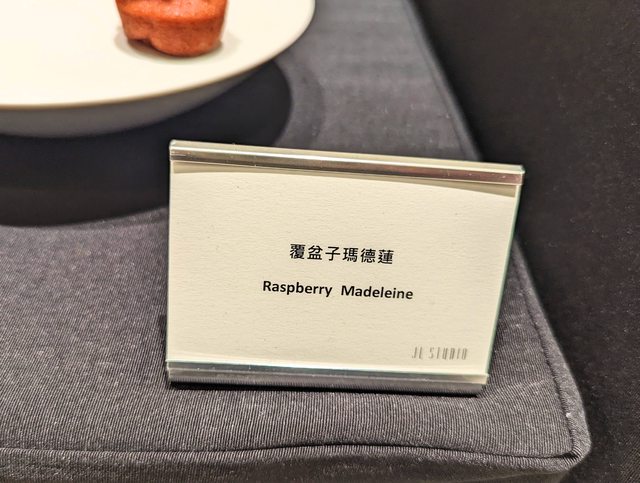 覆盆子瑪德蓮
Raspberry Madeleine
JL STUDIO